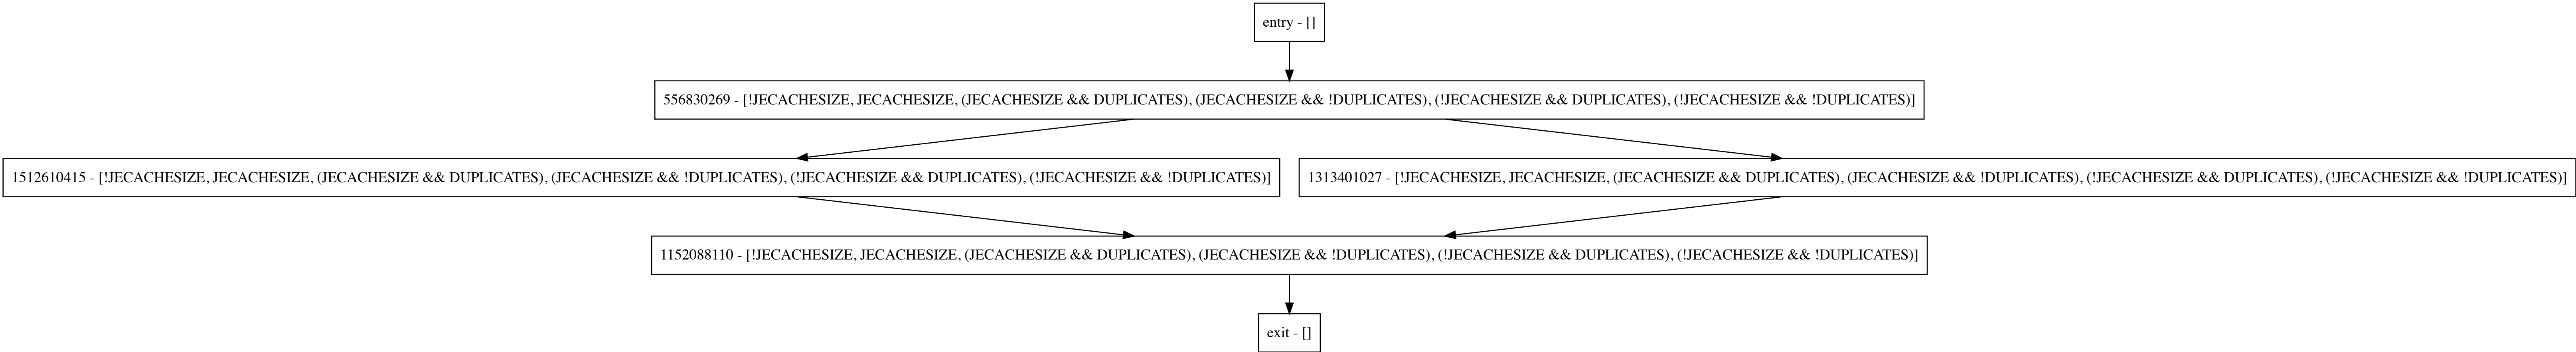 entry - []
556830269 - [!JECACHESIZE, JECACHESIZE, (JECACHESIZE && DUPLICATES), (JECACHESIZE && !DUPLICATES), (!JECACHESIZE && DUPLICATES), (!JECACHESIZE && !DUPLICATES)]
1512610415 - [!JECACHESIZE, JECACHESIZE, (JECACHESIZE && DUPLICATES), (JECACHESIZE && !DUPLICATES), (!JECACHESIZE && DUPLICATES), (!JECACHESIZE && !DUPLICATES)]
1313401027 - [!JECACHESIZE, JECACHESIZE, (JECACHESIZE && DUPLICATES), (JECACHESIZE && !DUPLICATES), (!JECACHESIZE && DUPLICATES), (!JECACHESIZE && !DUPLICATES)]
1152088110 - [!JECACHESIZE, JECACHESIZE, (JECACHESIZE && DUPLICATES), (JECACHESIZE && !DUPLICATES), (!JECACHESIZE && DUPLICATES), (!JECACHESIZE && !DUPLICATES)]
exit - []